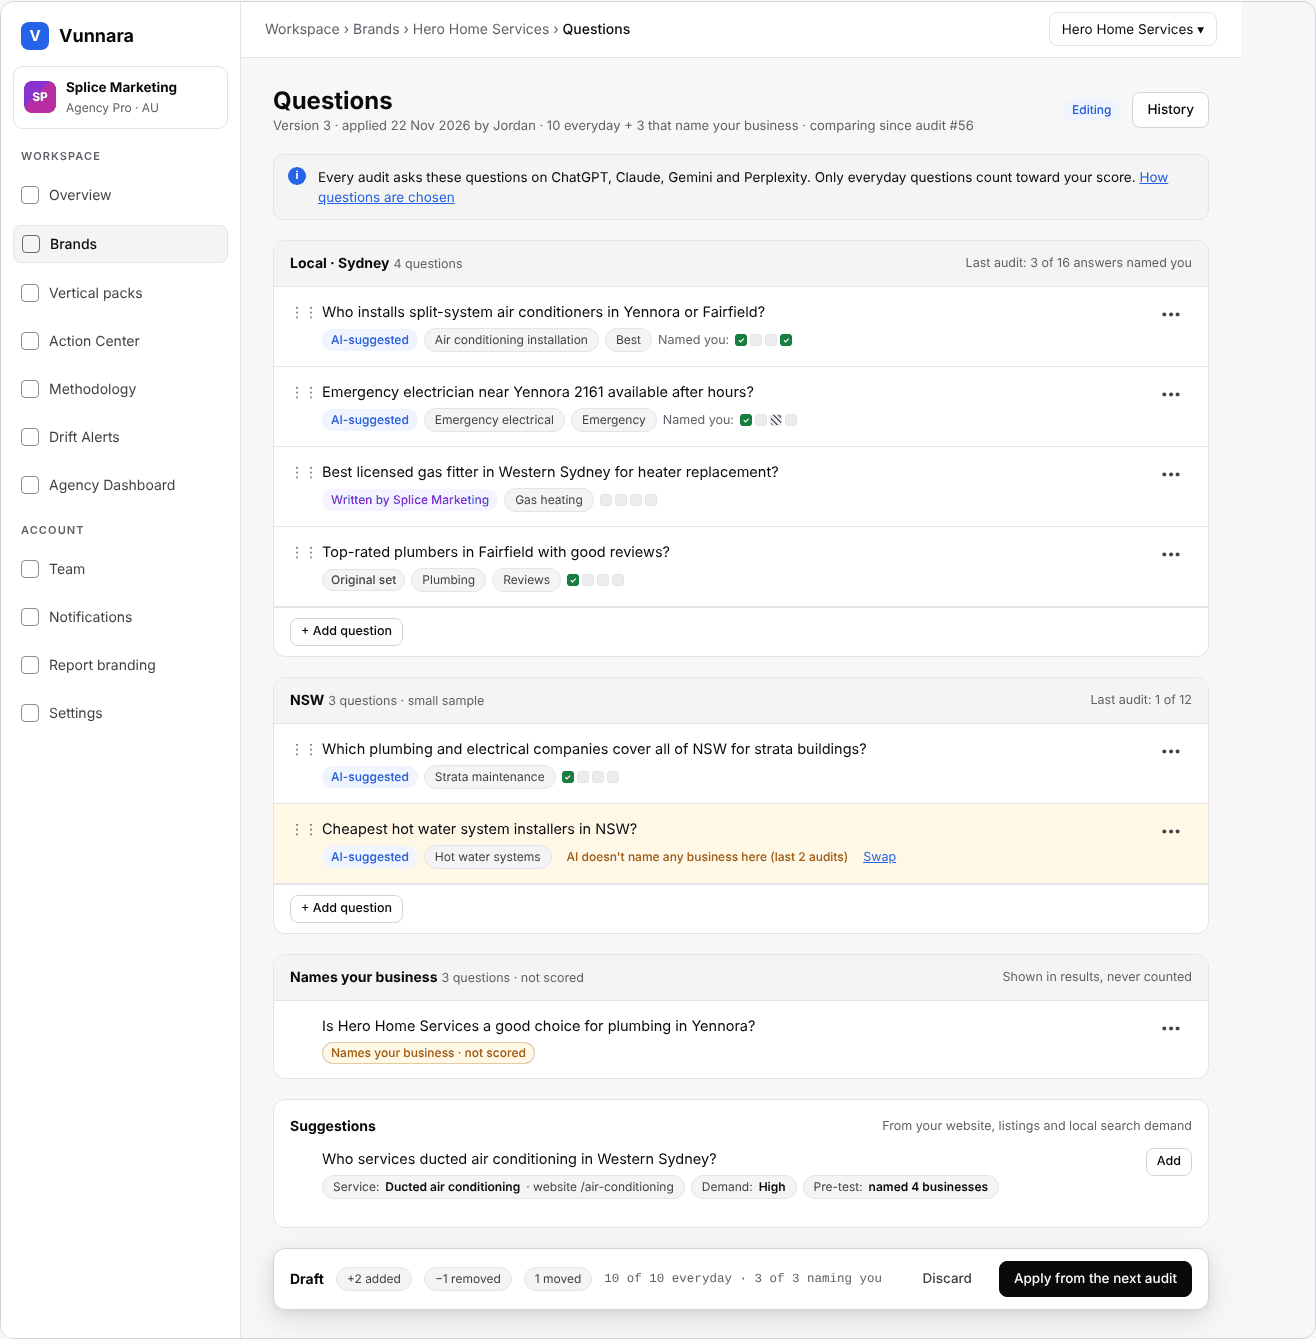 V Vunnara
Workspace › Brands › Hero Home Services › Questions
Hero Home Services ▾
SP
Splice Marketing
Agency Pro · AU
WORKSPACE
Overview
Brands
Vertical packs
Action Center
Methodology
Drift Alerts
Agency Dashboard
ACCOUNT
Team
Notifications
Report branding
Settings
Questions
Version 3 · applied 22 Nov 2026 by Jordan · 10 everyday + 3 that name your business · comparing since audit #56
Editing
History
Every audit asks these questions on ChatGPT, Claude, Gemini and Perplexity. Only everyday questions count toward your score. How
questions are chosen
Local · Sydney 4 questions
Last audit: 3 of 16 answers named you
Who installs split-system air conditioners in Yennora or Fairfield?
AI-suggested Air conditioning installation Best Named you:
Emergency electrician near Yennora 2161 available after hours?
AI-suggested Emergency electrical Emergency Named you:
Best licensed gas fitter in Western Sydney for heater replacement?
Written by Splice Marketing Gas heating
Top-rated plumbers in Fairfield with good reviews?
Original set Plumbing Reviews
+ Add question
NSW 3 questions · small sample
Last audit: 1 of 12
Which plumbing and electrical companies cover all of NSW for strata buildings?
AI-suggested Strata maintenance
Cheapest hot water system installers in NSW?
AI-suggested Hot water systems AI doesn't name any business here (last 2 audits) Swap
+ Add question
Names your business 3 questions · not scored
Shown in results, never counted
Is Hero Home Services a good choice for plumbing in Yennora?
Names your business · not scored
Suggestions
From your website, listings and local search demand
Who services ducted air conditioning in Western Sydney?
Add
Service: Ducted air conditioning · website /air-conditioning Demand: High Pre-test: named 4 businesses
Draft +2 added −1 removed 1 moved 10 of 10 everyday · 3 of 3 naming you Discard Apply from the next audit